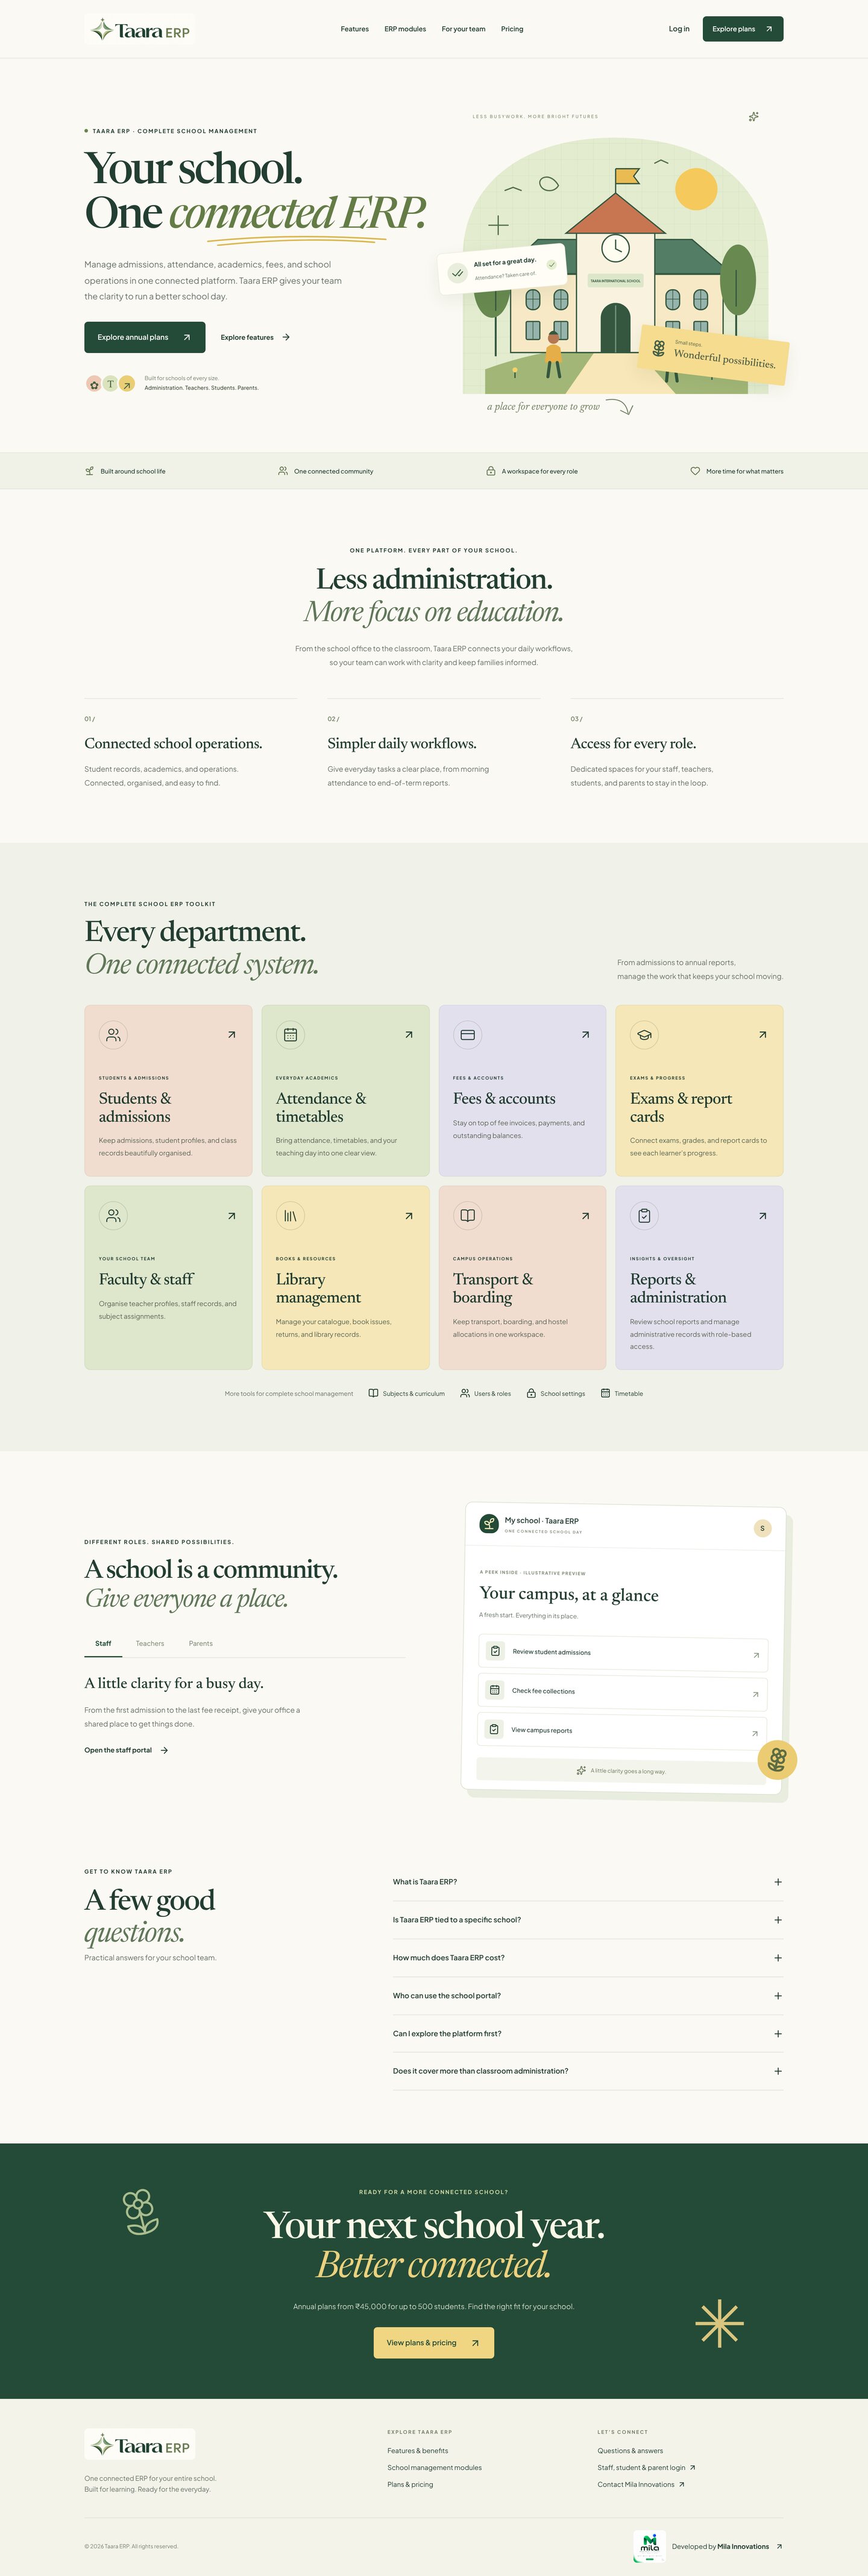 Taara ERP
Features
ERP modules
For your team
Pricing
Log in
Explore plans
TAARA ERP · COMPLETE SCHOOL MANAGEMENT
Your school.
One connected ERP.
Manage admissions, attendance, academics, fees, and school
operations in one connected platform. Taara ERP gives your team
the clarity to run a better school day.
Explore annual plans
Explore features
T
Built for schools of every size.
Administration. Teachers. Students. Parents.
LESS BUSYWORK. MORE BRIGHT FUTURES
All set for a great day.
Attendance? Taken care of.
TAARA INTERNATIONAL SCHOOL
Small steps.
Wonderful possibilities.
a place for everyone to grow
Built around school life
One connected community
A workspace for every role
More time for what matters
ONE PLATFORM. EVERY PART OF YOUR SCHOOL.
Less administration.
More focus on education.
From the school office to the classroom, Taara ERP connects your daily workflows,
so your team can work with clarity and keep families informed.
01 /
Connected school operations.
Student records, academics, and operations.
Connected, organised, and easy to find.
02 /
Simpler daily workflows.
Give everyday tasks a clear place, from morning
attendance to end-of-term reports.
03 /
Access for every role.
Dedicated spaces for your staff, teachers,
students, and parents to stay in the loop.
THE COMPLETE SCHOOL ERP TOOLKIT
Every department.
One connected system.
From admissions to annual reports,
manage the work that keeps your school moving.
STUDENTS & ADMISSIONS
Students &
admissions
Keep admissions, student profiles, and class
records beautifully organised.
EVERYDAY ACADEMICS
Attendance &
timetables
Bring attendance, timetables, and your
teaching day into one clear view.
FEES & ACCOUNTS
Fees & accounts
Stay on top of fee invoices, payments, and
outstanding balances.
EXAMS & PROGRESS
Exams & report
cards
Connect exams, grades, and report cards to
see each learner's progress.
YOUR SCHOOL TEAM
Faculty & staff
Organise teacher profiles, staff records, and
subject assignments.
BOOKS & RESOURCES
Library
management
Manage your catalogue, book issues,
returns, and library records.
CAMPUS OPERATIONS
Transport &
boarding
Keep transport, boarding, and hostel
allocations in one workspace.
INSIGHTS & OVERSIGHT
Reports &
administration
Review school reports and manage
administrative records with role-based
access.
More tools for complete school management
Subjects & curriculum
Users & roles
School settings
Timetable
DIFFERENT ROLES. SHARED POSSIBILITIES.
A school is a community.
Give everyone a place.
Staff
Teachers
Parents
A little clarity for a busy day.
From the first admission to the last fee receipt, give your office a
shared place to get things done.
Open the staff portal
My school · Taara ERP
ONE CONNECTED SCHOOL DAY
S
A PEEK INSIDE · ILLUSTRATIVE PREVIEW
Your campus, at a glance
A fresh start. Everything in its place.
Review student admissions
Check fee collections
View campus reports
A little clarity goes a long way.
GET TO KNOW TAARA ERP
A few good
questions.
Practical answers for your school team.
What is Taara ERP?
Is Taara ERP tied to a specific school?
How much does Taara ERP cost?
Who can use the school portal?
Can I explore the platform first?
Does it cover more than classroom administration?
READY FOR A MORE CONNECTED SCHOOL?
Your next school year.
Better connected.
Annual plans from ₹45,000 for up to 500 students. Find the right fit for your school.
View plans & pricing
Taara ERP
One connected ERP for your entire school.
Built for learning. Ready for the everyday.
EXPLORE TAARA ERP
Features & benefits
School management modules
Plans & pricing
LET'S CONNECT
Questions & answers
Staff, student & parent login
Contact Mila Innovations
© 2026 Taara ERP. All rights reserved.
mila
Developed by Mila Innovations